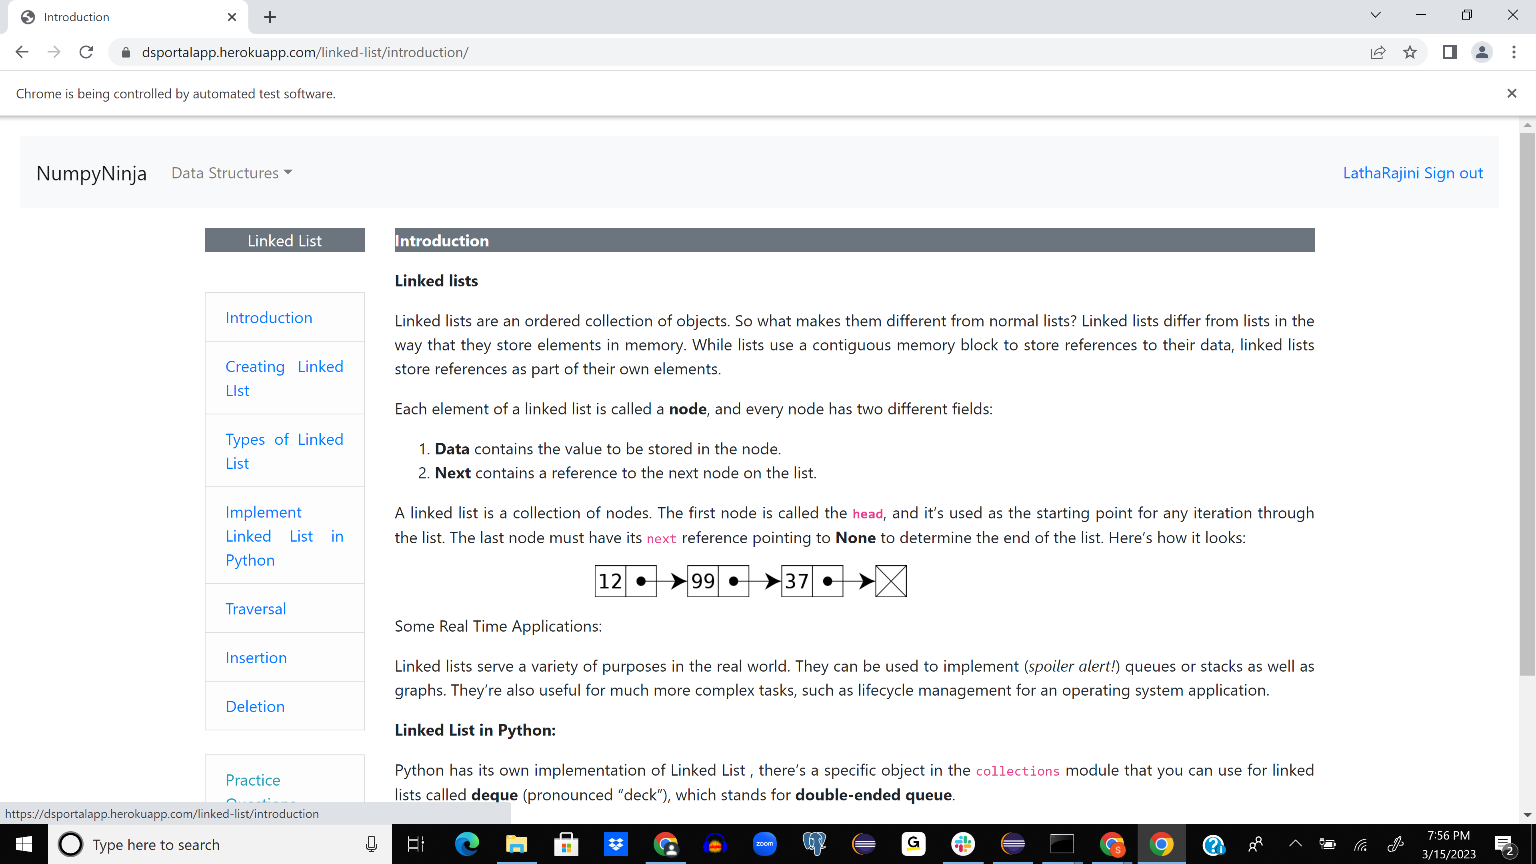 Introduction
dsportalapp.herokuapp.com/linked-list/introduction/
Chrome is being controlled by automated test software.
NumpyNinja Data Structures LathaRajini Sign out
Linked List
Introduction
Creating Linked
LIst
Types of Linked
List
Implement
Linked List in
Python
Traversal
Insertion
Deletion
Practice
Questions
Introduction
Linked lists
Linked lists are an ordered collection of objects. So what makes them different from normal lists? Linked lists differ from lists in the
way that they store elements in memory. While lists use a contiguous memory block to store references to their data, linked lists
store references as part of their own elements.
Each element of a linked list is called a node, and every node has two different fields:
1. Data contains the value to be stored in the node.
2. Next contains a reference to the next node on the list.
A linked list is a collection of nodes. The first node is called the head, and it's used as the starting point for any iteration through
the list. The last node must have its next reference pointing to None to determine the end of the list. Here's how it looks:
12 99 37
Some Real Time Applications:
Linked lists serve a variety of purposes in the real world. They can be used to implement (spoiler alert!) queues or stacks as well as
graphs. They're also useful for much more complex tasks, such as lifecycle management for an operating system application.
Linked List in Python:
Python has its own implementation of Linked List , there's a specific object in the collections module that you can use for linked
lists called deque (pronounced “deck”), which stands for double-ended queue.
https://dsportalapp.herokuapp.com/linked-list/introduction
Type here to search
zoom
G
S
?
7:56 PM
3/15/2023
2